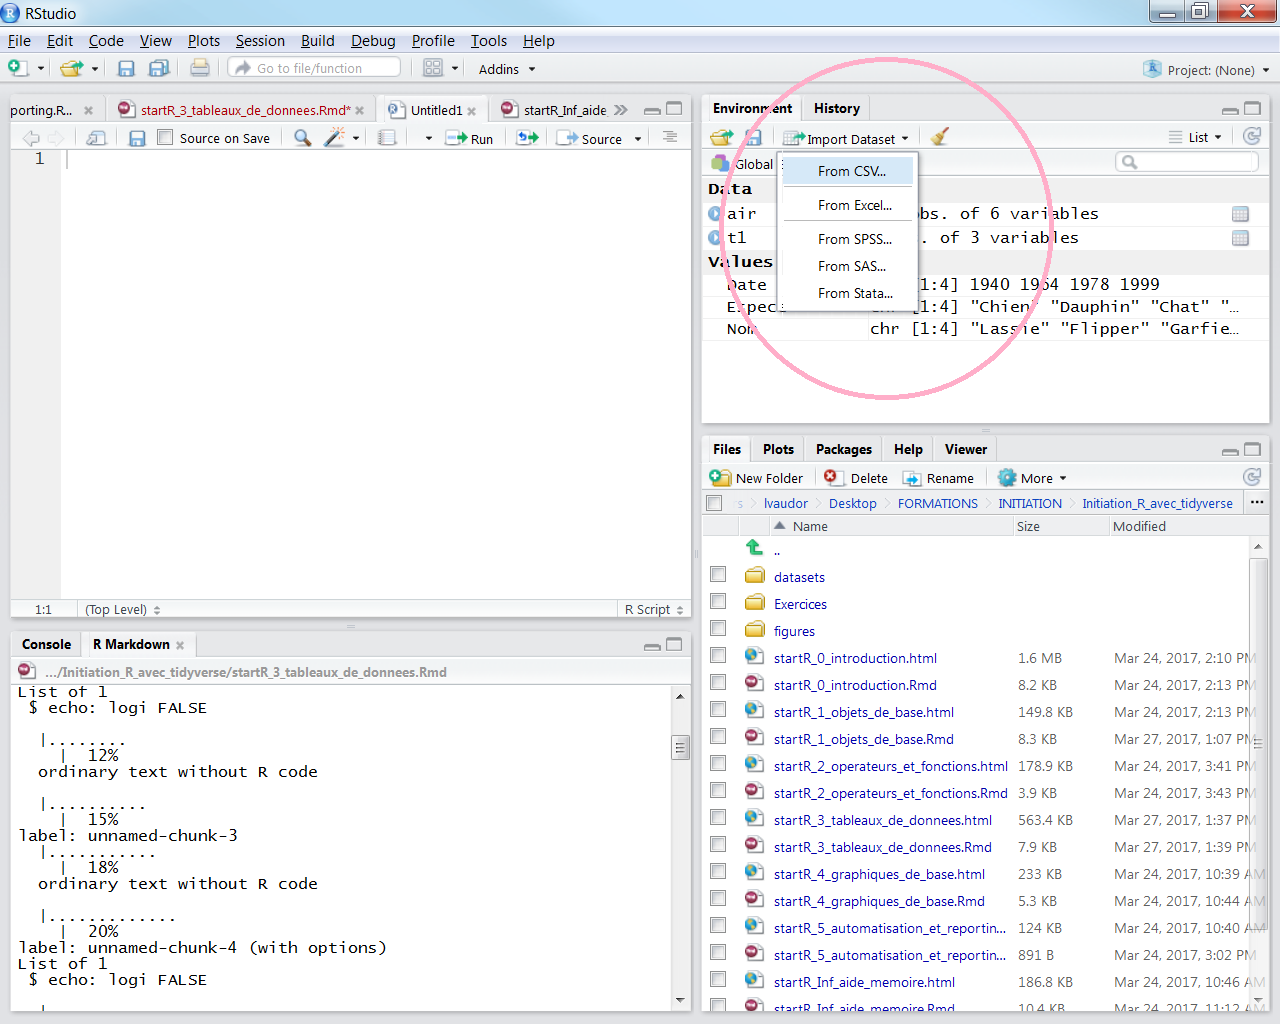 RStudio
File Edit Code View Plots Session Build Debug Profile Tools Help
Go to file/function
Addins
Project: (None)
porting.R...
startR_3_tableaux_de_donnees.Rmd*
Untitled1
startR_Inf_aide_
Source on Save
Run
Source
1
1:1
(Top Level)
R Script
Console
R Markdown
.../Initiation_R_avec_tidyverse/startR_3_tableaux_de_donnees.Rmd
List of 1
$ echo: logi FALSE
|........
| 12%
ordinary text without R code
|..........
| 15%
label: unnamed-chunk-3
|...........
| 18%
ordinary text without R code
|.............
| 20%
label: unnamed-chunk-4 (with options)
List of 1
$ echo: logi FALSE
|
Environment
History
Import Dataset
List
Global
From CSV...
From Excel...
From SPSS...
From SAS...
From Stata...
Data
air obs. of 6 variables
t1 . of 3 variables
Values
Date [1:4] 1940 1964 1978 1999
Espece chr [1:4] "Chien" "Dauphin" "Chat" "...
Nom chr [1:4] "Lassie" "Flipper" "Garfie...
Files Plots Packages Help Viewer
New Folder Delete Rename More
s lvaudor Desktop FORMATIONS INITIATION Initiation_R_avec_tidyverse ...
Name Size Modified
..
datasets
Exercices
figures
startR_0_introduction.html 1.6 MB Mar 24, 2017, 2:10 PM
startR_0_introduction.Rmd 8.2 KB Mar 24, 2017, 2:13 PM
startR_1_objets_de_base.html 149.8 KB Mar 24, 2017, 2:13 PM
startR_1_objets_de_base.Rmd 8.3 KB Mar 27, 2017, 1:07 PM
startR_2_operateurs_et_fonctions.html 178.9 KB Mar 24, 2017, 3:41 PM
startR_2_operateurs_et_fonctions.Rmd 3.9 KB Mar 24, 2017, 3:43 PM
startR_3_tableaux_de_donnees.html 563.4 KB Mar 27, 2017, 1:37 PM
startR_3_tableaux_de_donnees.Rmd 7.9 KB Mar 27, 2017, 1:39 PM
startR_4_graphiques_de_base.html 233 KB Mar 24, 2017, 10:39 AM
startR_4_graphiques_de_base.Rmd 5.3 KB Mar 24, 2017, 10:44 AM
startR_5_automatisation_et_reportin... 124 KB Mar 24, 2017, 10:40 AM
startR_5_automatisation_et_reportin... 891 B Mar 24, 2017, 3:02 PM
startR_Inf_aide_memoire.html 186.8 KB Mar 24, 2017, 10:46 AM
startR_Inf_aide_memoire.Rmd 10.4 KB Mar 24, 2017, 11:12 AM